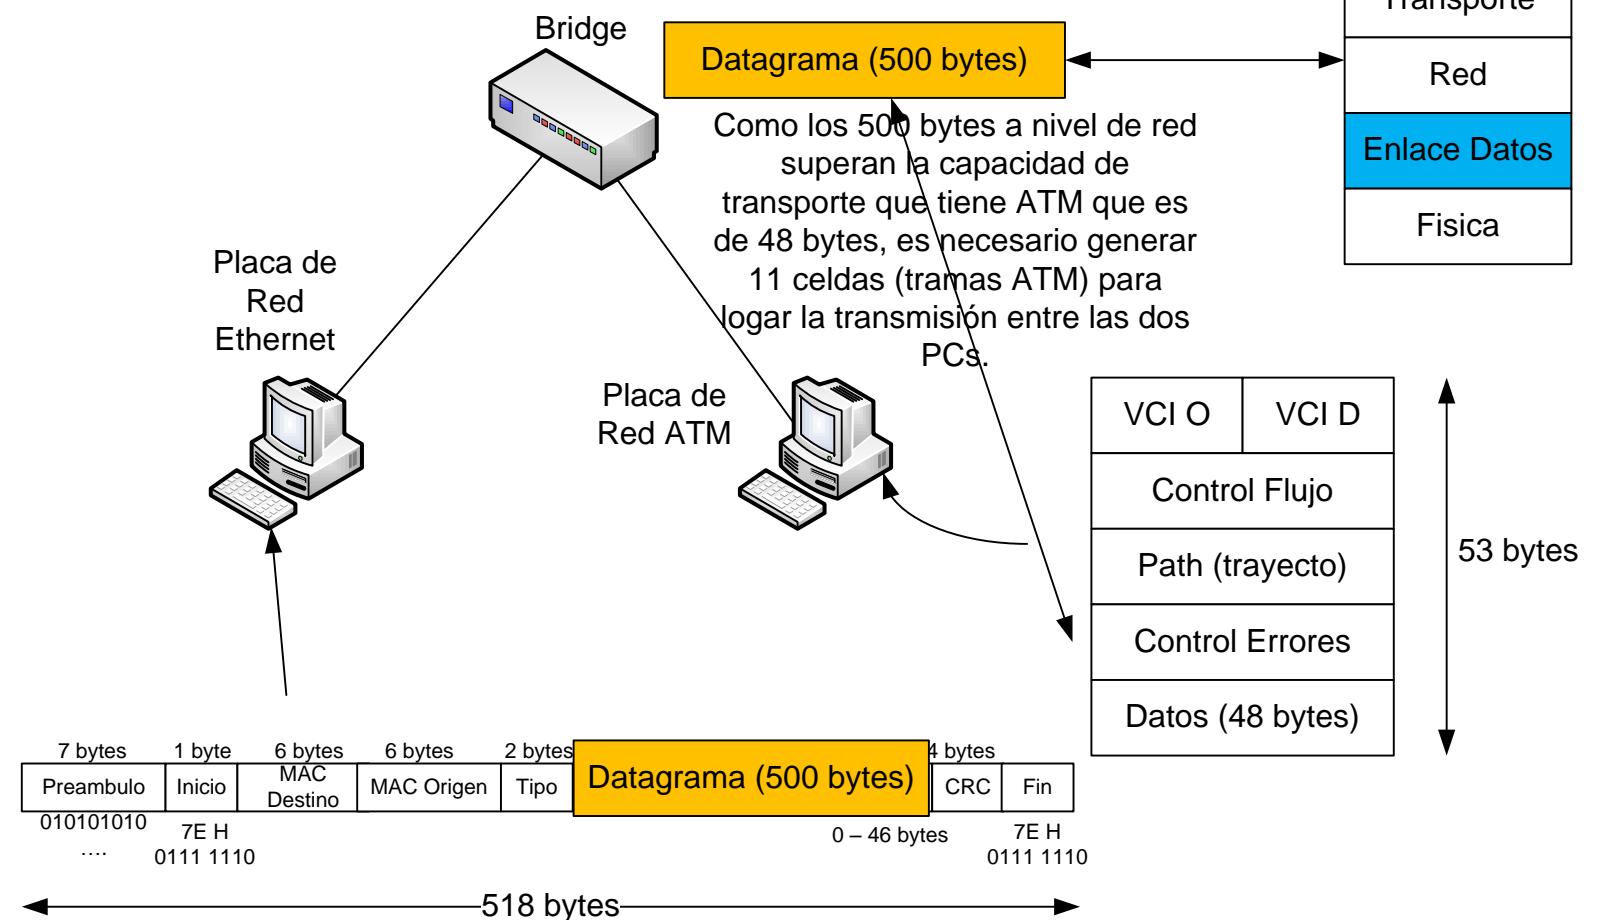 Transporte
Bridge
Datagrama (500 bytes)
Red
Como los 500 bytes a nivel de red
superan la capacidad de
transporte que tiene ATM que es
de 48 bytes, es necesario generar
11 celdas (tramas ATM) para
logar la transmisión entre las dos
PCs.
Enlace Datos
Fisica
Placa de
Red
Ethernet
Placa de
Red ATM
VCI O
VCI D
Control Flujo
Path (trayecto)
Control Errores
Datos (48 bytes)
53 bytes
7 bytes
1 byte
6 bytes
6 bytes
2 bytes
4 bytes
Preambulo
Inicio
MAC
Destino
MAC Origen
Tipo
Datagrama (500 bytes)
CRC
Fin
010101010
....
7E H
0111 1110
0 – 46 bytes
7E H
0111 1110
518 bytes